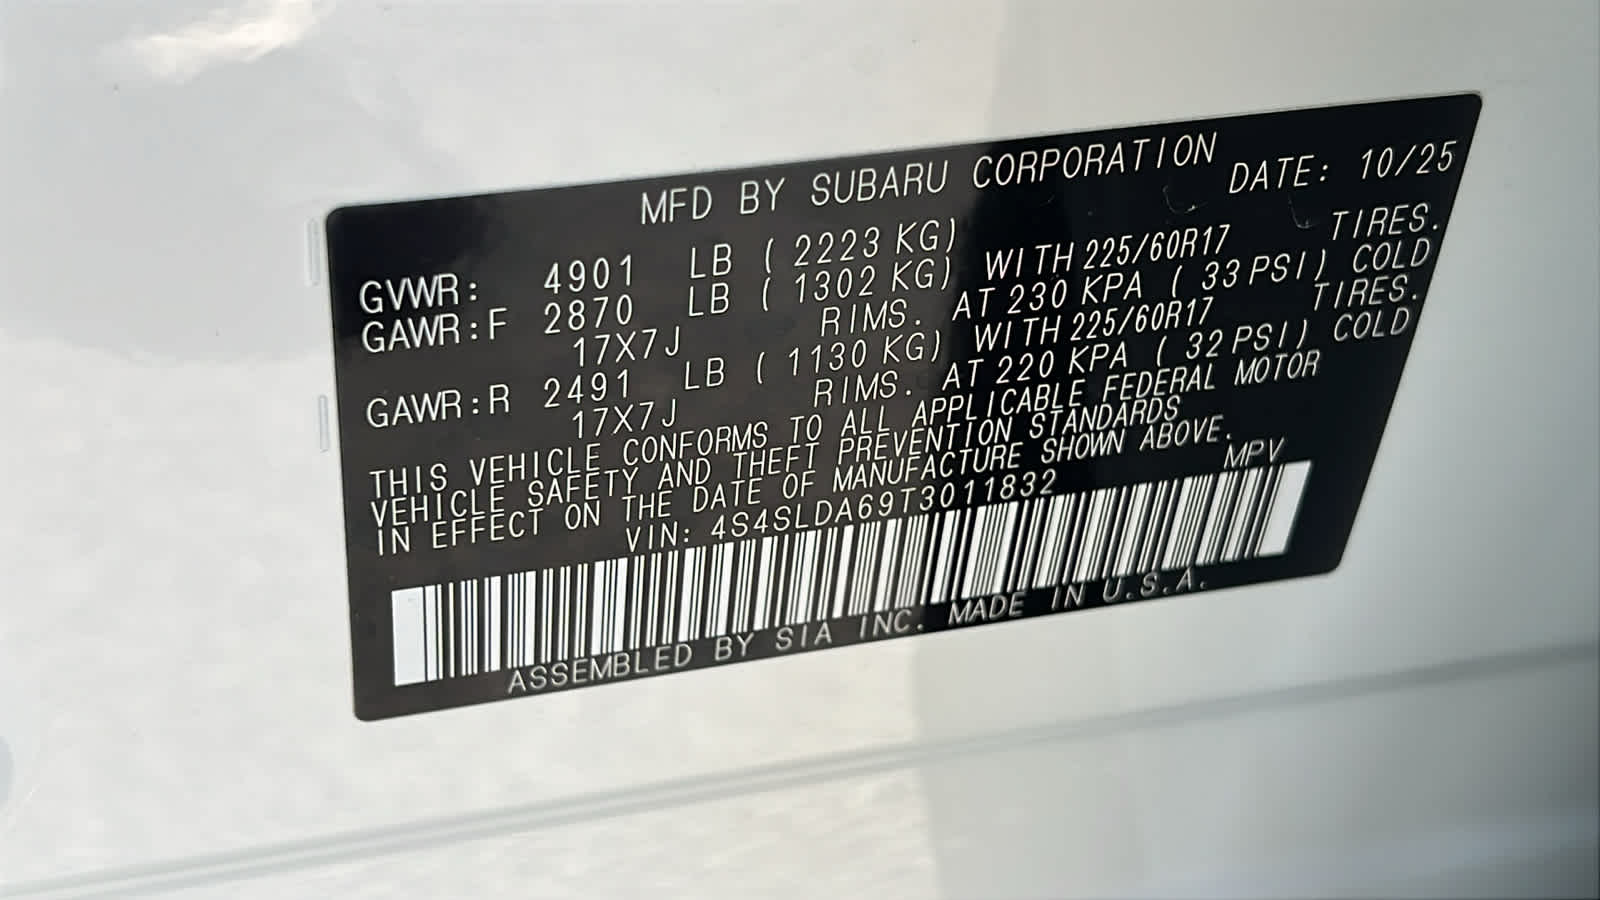 MFD BY SUBARU CORPORATION DATE: 10/25
GVWR: 4901 LB ( 2223 KG)
GAWR:F 2870 LB ( 1302 KG) WITH 225/60R17 TIRES.
17X7J RIMS. AT 230 KPA ( 33 PSI) COLD
GAWR:R 2491 LB ( 1130 KG) WITH 225/60R17 TIRES.
17X7J RIMS. AT 220 KPA ( 32 PSI) COLD
THIS VEHICLE CONFORMS TO ALL APPLICABLE FEDERAL MOTOR
VEHICLE SAFETY AND THEFT PREVENTION STANDARDS
IN EFFECT ON THE DATE OF MANUFACTURE SHOWN ABOVE.
VIN: 4S4SLDA69T3011832 MPV
ASSEMBLED BY SIA INC. MADE IN U.S.A.